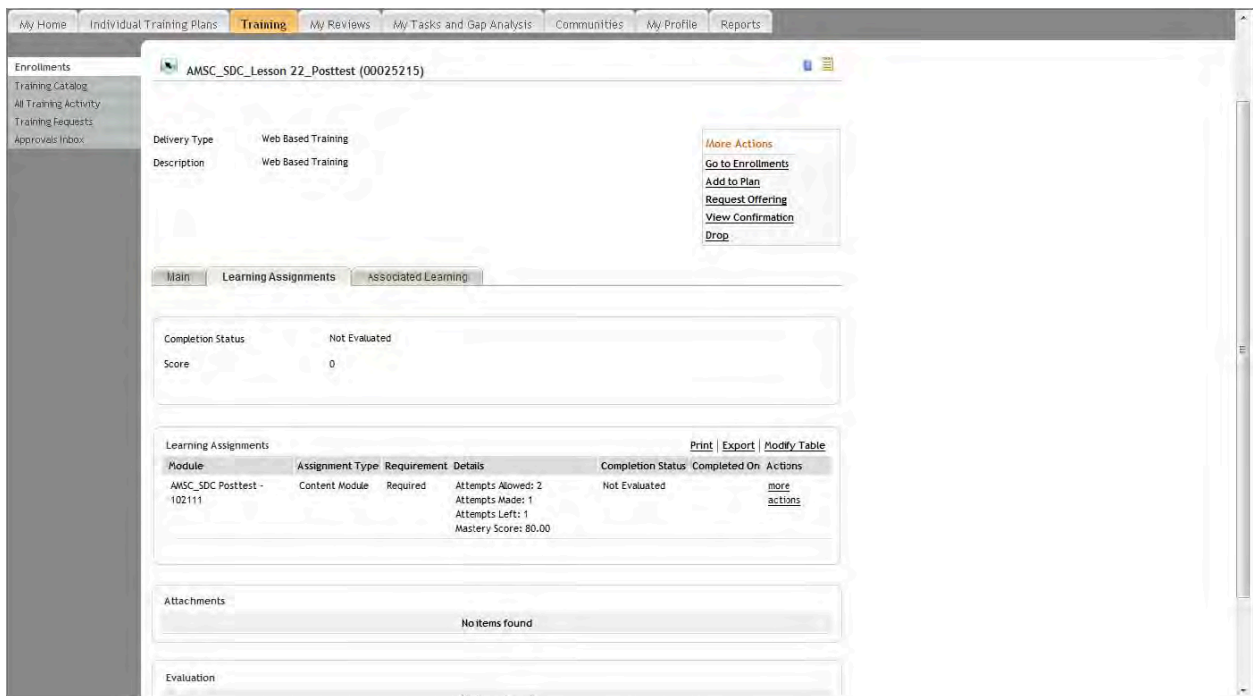 My Home Individual Training Plans Training My Reviews My Tasks and Gap Analysis Communities My Profile Reports
Enrollments
Training Catalog
All Training Activity
Training Requests
Approvals Inbox
AMSC_SDC_Lesson 22_Posttest (00025215)
Delivery Type Web Based Training
Description Web Based Training
More Actions
Go to Enrollments
Add to Plan
Request Offering
View Confirmation
Drop
Main Learning Assignments Associated Learning
Completion Status Not Evaluated
Score 0
Learning Assignments Print | Export | Modify Table
Module Assignment Type Requirement Details Completion Status Completed On Actions
AMSC_SDC Posttest - Content Module Required Attempts Allowed: 2 Not Evaluated more
102111 Attempts Made: 1 actions
Attempts Left: 1
Mastery Score: 80.00
Attachments
No items found
Evaluation